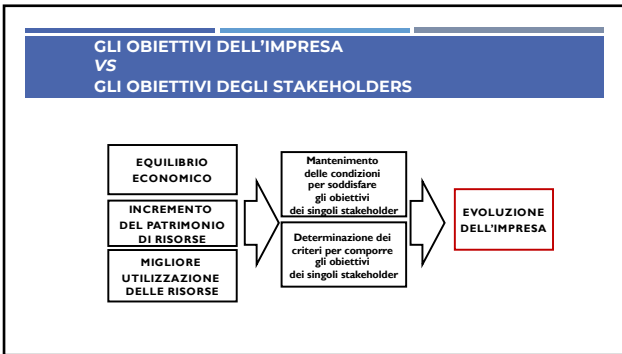 GLI OBIETTIVI DELL'IMPRESA
VS
GLI OBIETTIVI DEGLI STAKEHOLDERS
EQUILIBRIO
ECONOMICO
INCREMENTO
DEL PATRIMONIO
DI RISORSE
MIGLIORE
UTILIZZAZIONE
DELLE RISORSE
Mantenimento
delle condizioni
per soddisfare
gli obiettivi
dei singoli stakeholder
Determinazione dei
criteri per comporre
gli obiettivi
dei singoli stakeholder
EVOLUZIONE
DELL'IMPRESA